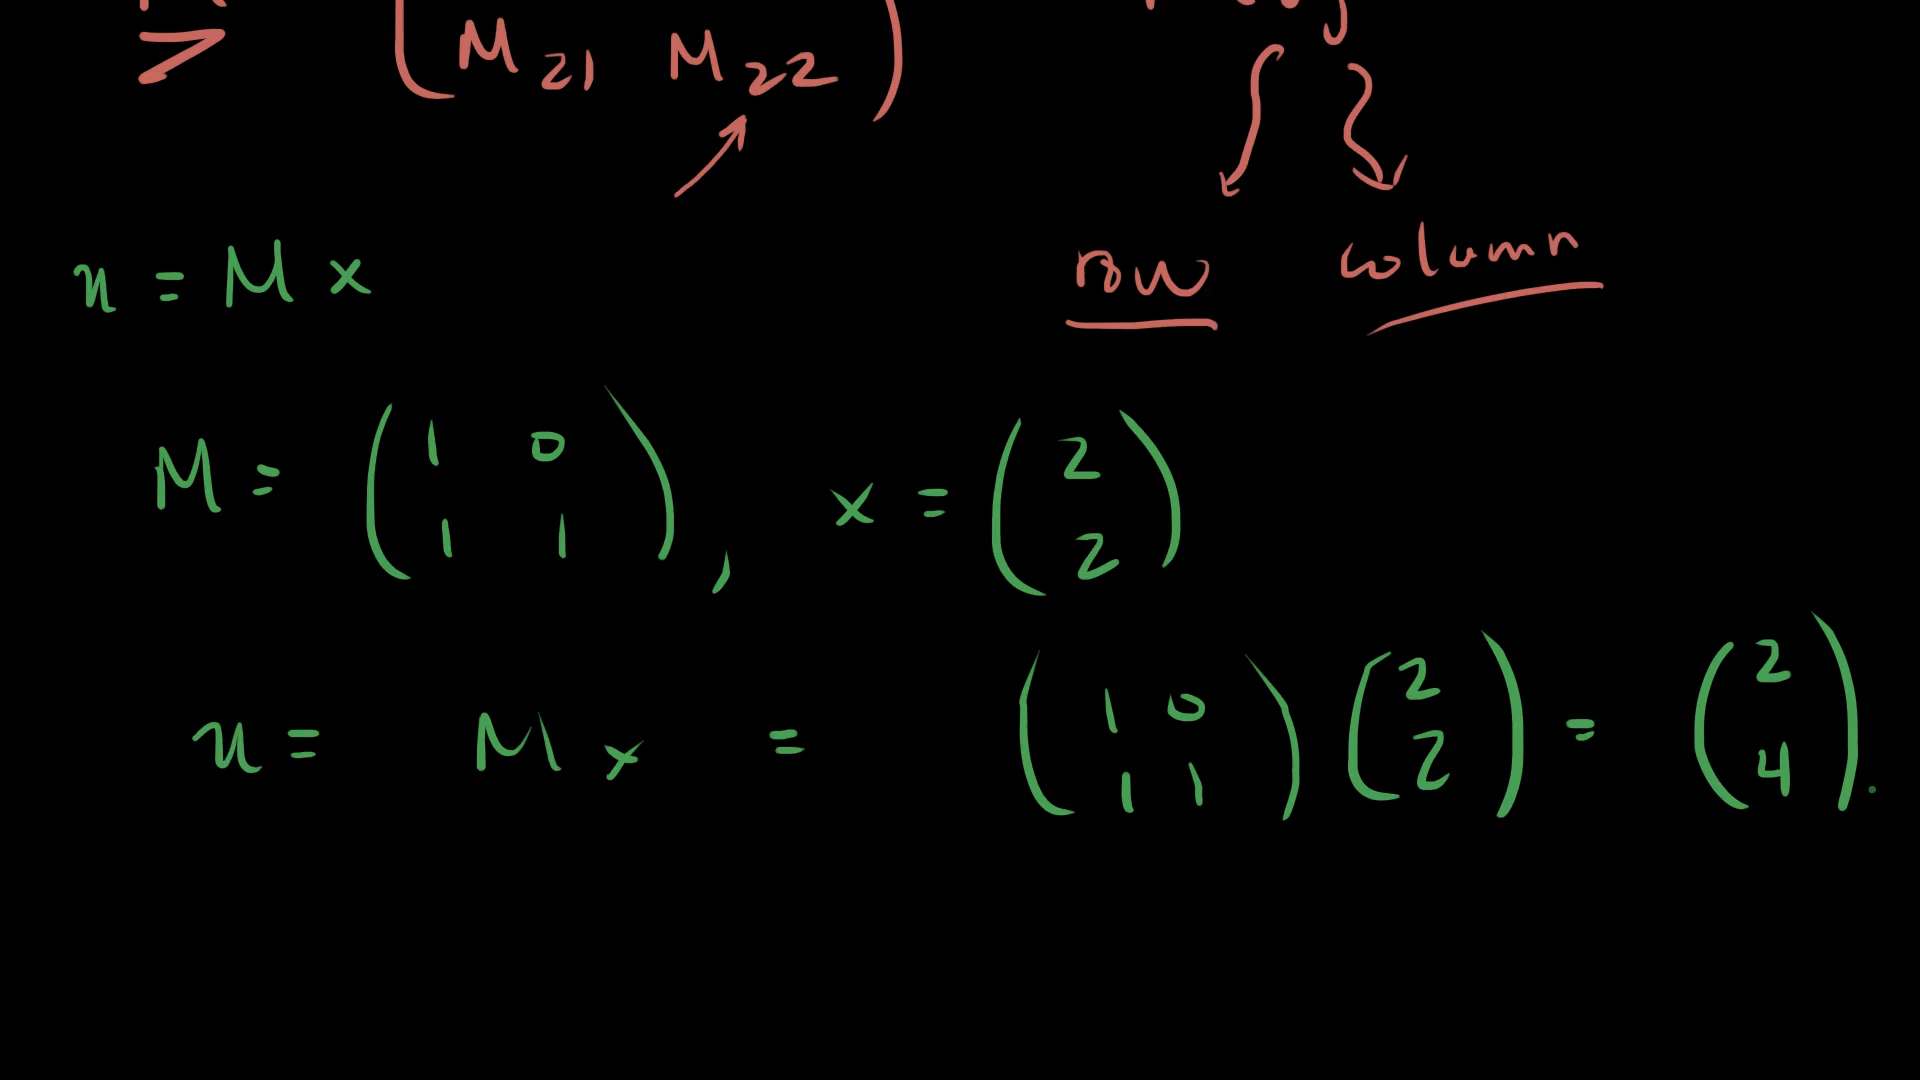 M₂₁ M₂₂
row column
n = M x
M = ( 1 0
1 1 ) , x = ( 2
2 )
n = M x = ( 1 0
1 1 ) ( 2
2 ) = ( 2
4 ) .